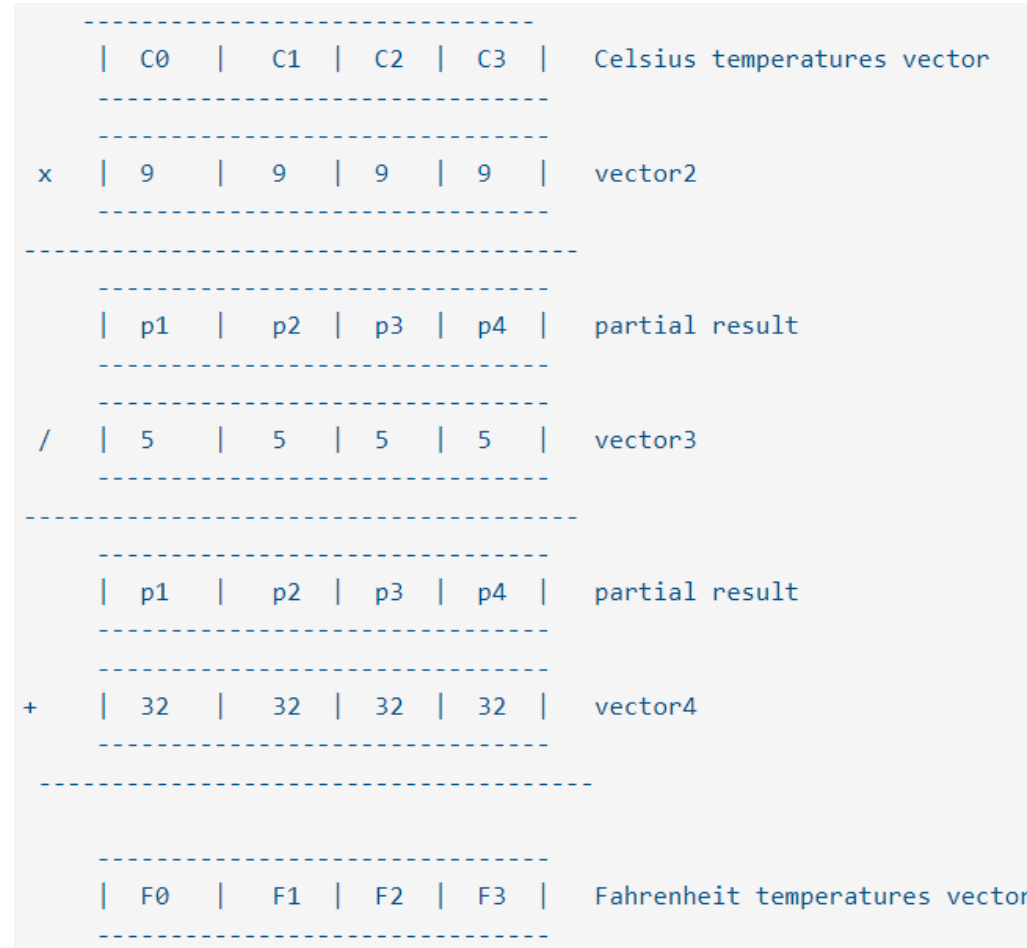 -------------------------------
| C0 | C1 | C2 | C3 | Celsius temperatures vector
-------------------------------
-------------------------------
x | 9 | 9 | 9 | 9 | vector2
-------------------------------
--------------------------------------
-------------------------------
| p1 | p2 | p3 | p4 | partial result
-------------------------------
-------------------------------
/ | 5 | 5 | 5 | 5 | vector3
-------------------------------
--------------------------------------
-------------------------------
| p1 | p2 | p3 | p4 | partial result
-------------------------------
-------------------------------
+ | 32 | 32 | 32 | 32 | vector4
-------------------------------
--------------------------------------
-------------------------------
| F0 | F1 | F2 | F3 | Fahrenheit temperatures vector
-------------------------------